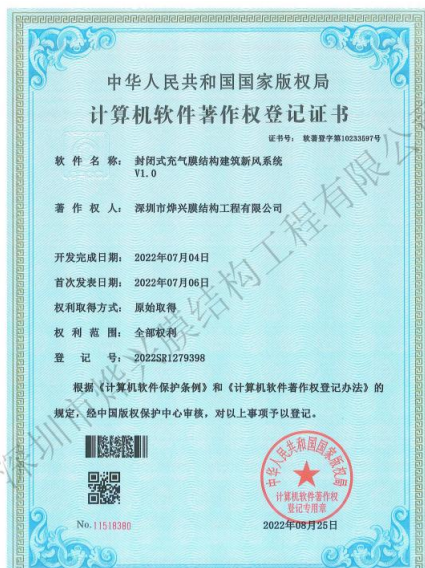 中华人民共和国国家版权局
计算机软件著作权登记证书
证书号： 软著登字第10233597号
软 件 名 称： 封闭式充气膜结构建筑新风系统
V1.0
著 作 权 人： 深圳市烨兴膜结构工程有限公司
开发完成日期： 2022年07月04日
首次发表日期： 2022年07月06日
权利取得方式： 原始取得
权 利 范 围： 全部权利
登 记 号： 2022SR1279398
根据《计算机软件保护条例》和《计算机软件著作权登记办法》的
规定，经中国版权保护中心审核，对以上事项予以登记。
No. 11518380
中华人民共和国国家版权局
计算机软件著作权
登记专用章
2022年08月25日
深圳市烨兴膜结构工程有限公司